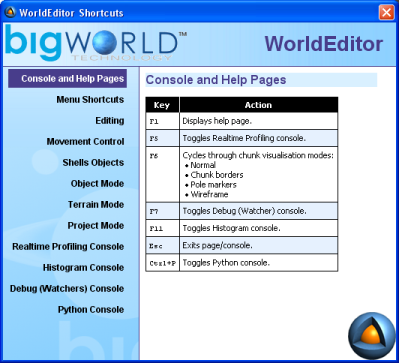 WorldEditor Shortcuts
bigWORLD™
TECHNOLOGY
WorldEditor
Console and Help Pages
Menu Shortcuts
Editing
Movement Control
Shells Objects
Object Mode
Terrain Mode
Project Mode
Realtime Profiling Console
Histogram Console
Debug (Watchers) Console
Python Console
Console and Help Pages
Key Action
F1 Displays help page.
F5 Toggles Realtime Profiling console.
F6 Cycles through chunk visualisation modes:
• Normal
• Chunk borders
• Pole markers
• Wireframe
F7 Toggles Debug (Watcher) console.
F11 Toggles Histogram console.
Esc Exits page/console.
Ctrl+P Toggles Python console.